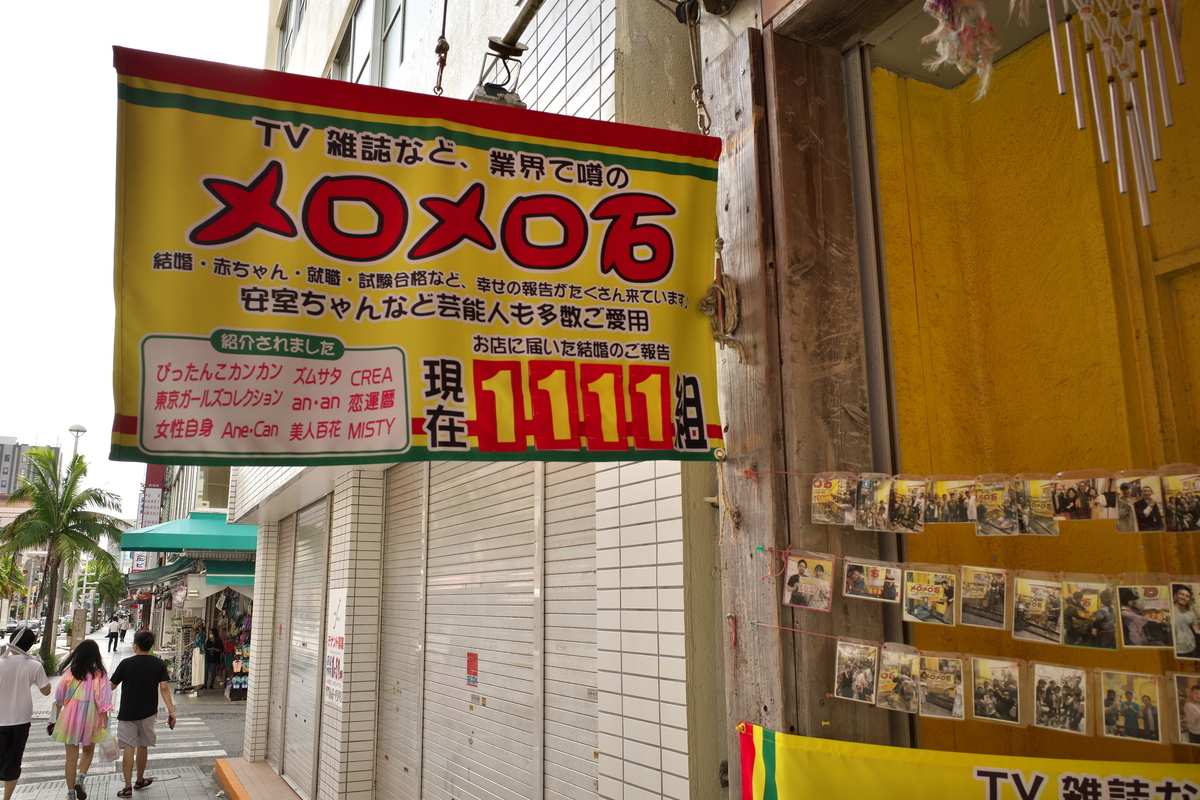 TV 雑誌など、業界で噂の
メロメロ石
結婚・赤ちゃん・就職・試験合格など、幸せの報告がたくさん来ています♪
安室ちゃんなど芸能人も多数ご愛用
紹介されました
ぴったんこカンカン ズムサタ CREA
東京ガールズコレクション an・an 恋運暦
女性自身 Ane・Can 美人百花 MISTY
お店に届いた結婚のご報告
現在 1111 組
TV 雑誌な